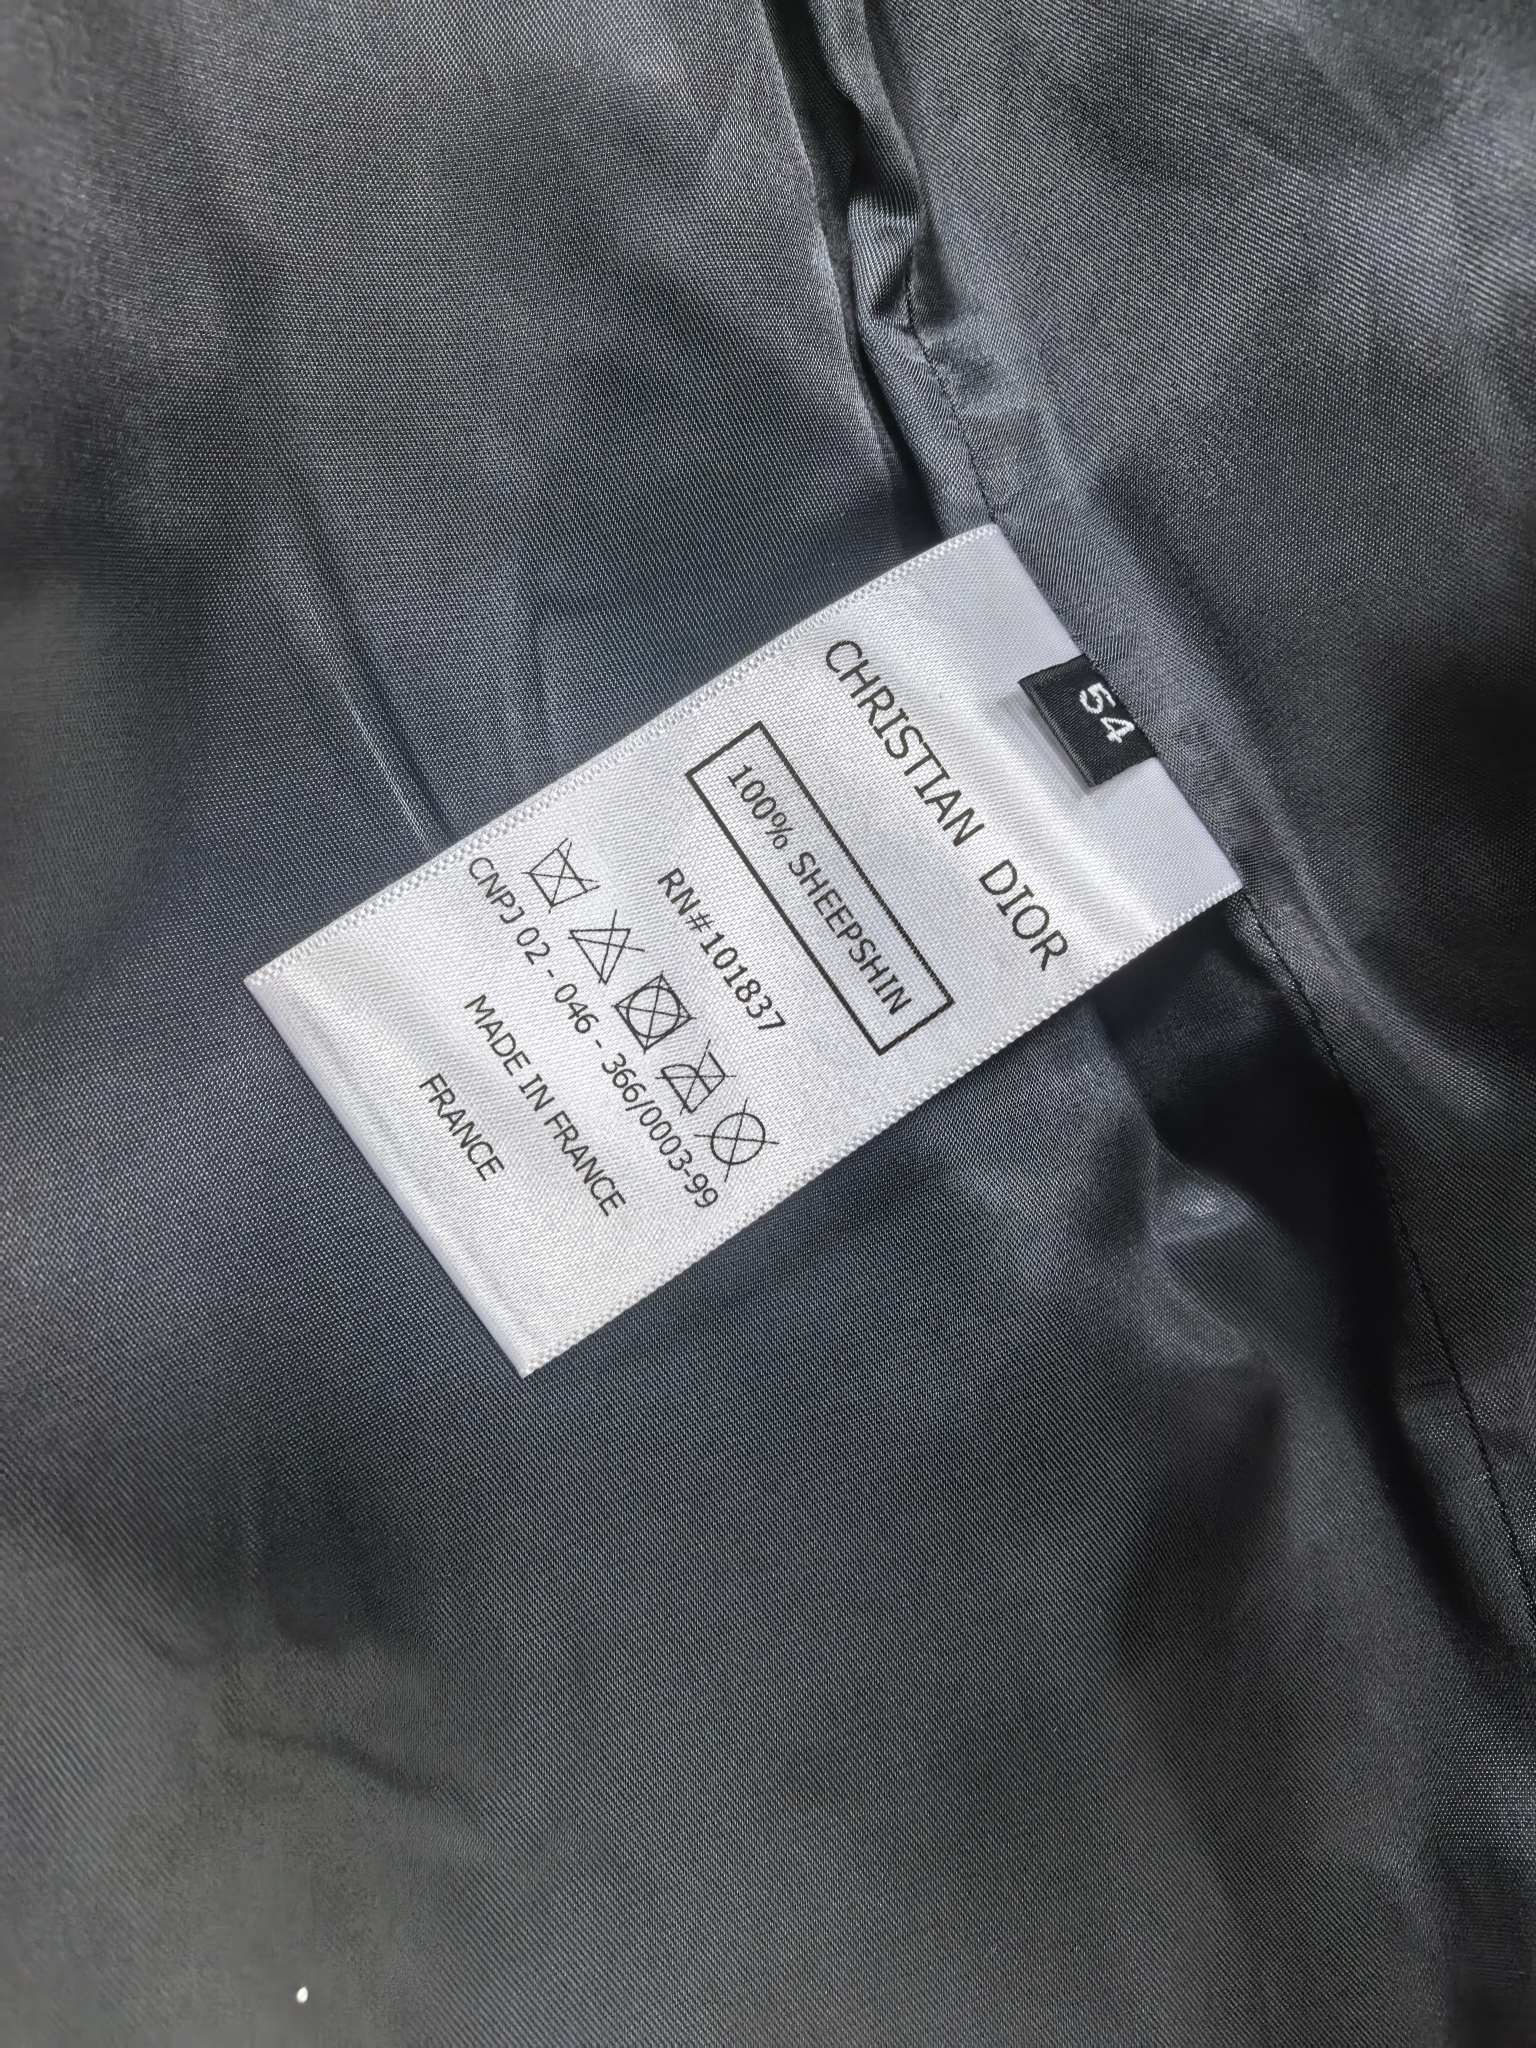 54
CHRISTIAN DIOR
100% SHEEPSHIN
RN#101837
CNPJ 02 - 046 - 366/0003-99
MADE IN FRANCE
FRANCE